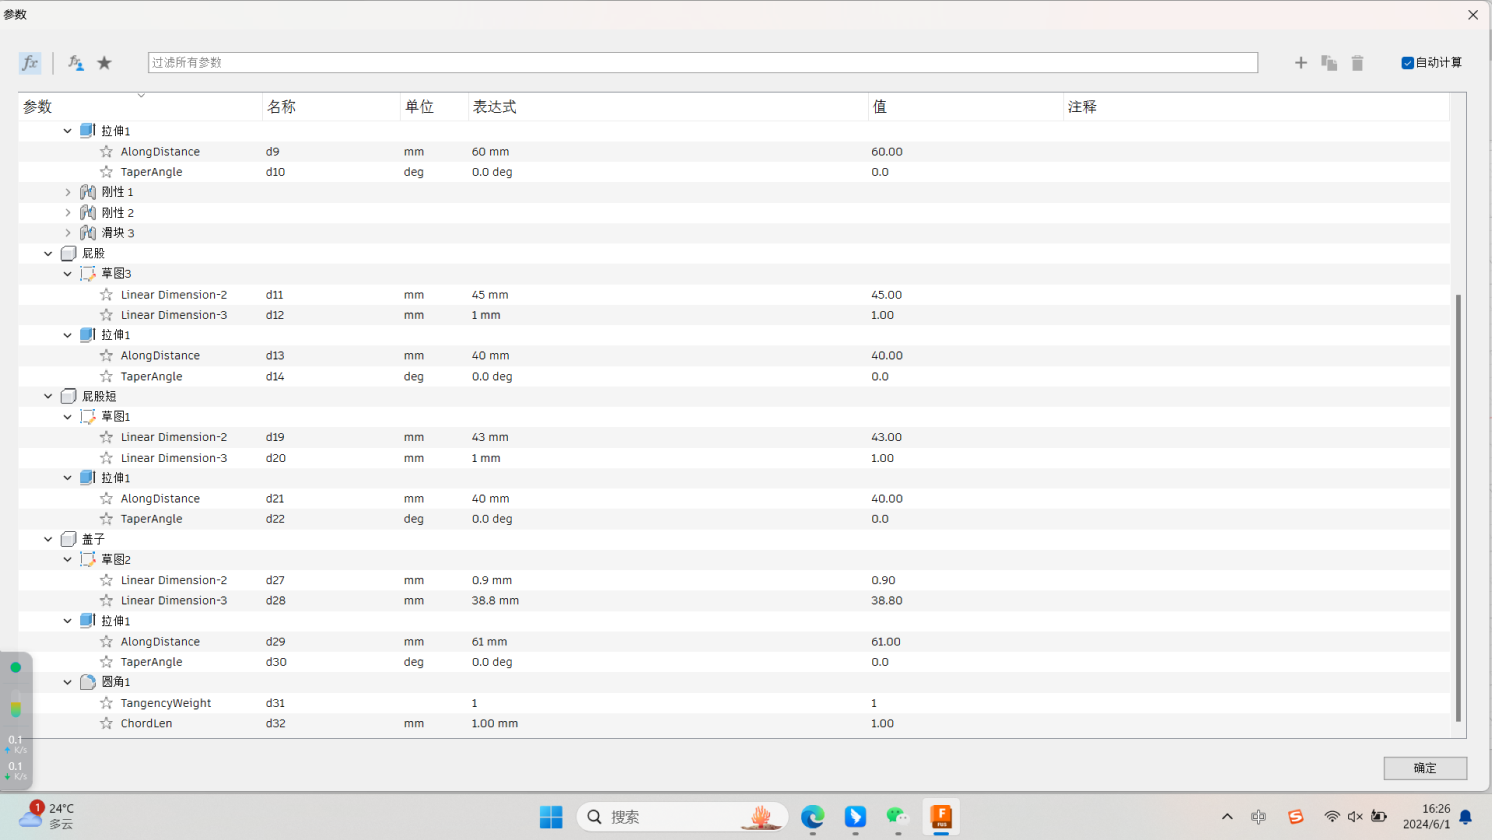 参数
fx
过滤所有参数
自动计算
参数 名称 单位 表达式 值 注释
拉伸1
AlongDistance d9 mm 60 mm 60.00
TaperAngle d10 deg 0.0 deg 0.0
刚性 1
刚性 2
滑块 3
屁股
草图3
Linear Dimension-2 d11 mm 45 mm 45.00
Linear Dimension-3 d12 mm 1 mm 1.00
拉伸1
AlongDistance d13 mm 40 mm 40.00
TaperAngle d14 deg 0.0 deg 0.0
屁股短
草图1
Linear Dimension-2 d19 mm 43 mm 43.00
Linear Dimension-3 d20 mm 1 mm 1.00
拉伸1
AlongDistance d21 mm 40 mm 40.00
TaperAngle d22 deg 0.0 deg 0.0
盖子
草图2
Linear Dimension-2 d27 mm 0.9 mm 0.90
Linear Dimension-3 d28 mm 38.8 mm 38.80
拉伸1
AlongDistance d29 mm 61 mm 61.00
TaperAngle d30 deg 0.0 deg 0.0
圆角1
TangencyWeight d31 1 1
ChordLen d32 mm 1.00 mm 1.00
0.1
K/s
0.1
K/s
确定
1
24°C
多云
搜索
F
FUS
中
S
16:26
2024/6/1